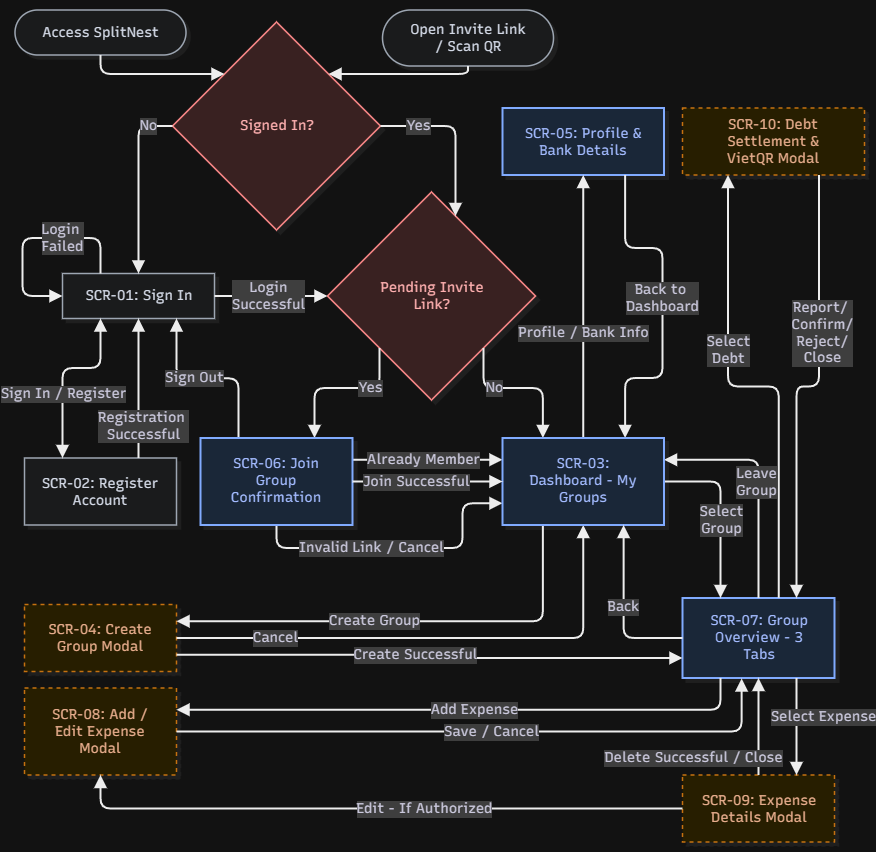 Access SplitNest
Open Invite Link
/ Scan QR
Signed In?
No
Yes
SCR-05: Profile &
Bank Details
SCR-10: Debt
Settlement &
VietQR Modal
Login
Failed
SCR-01: Sign In
Login
Successful
Pending Invite
Link?
Back to
Dashboard
Profile / Bank Info
Select
Debt
Report/
Confirm/
Reject/
Close
Sign In / Register
Sign Out
Yes
No
Registration
Successful
SCR-02: Register
Account
SCR-06: Join
Group
Confirmation
Already Member
Join Successful
Invalid Link / Cancel
SCR-03:
Dashboard - My
Groups
Leave
Group
Select
Group
SCR-04: Create
Group Modal
Create Group
Cancel
Create Successful
Back
SCR-07: Group
Overview - 3
Tabs
SCR-08: Add /
Edit Expense
Modal
Add Expense
Save / Cancel
Select Expense
Delete Successful / Close
Edit - If Authorized
SCR-09: Expense
Details Modal